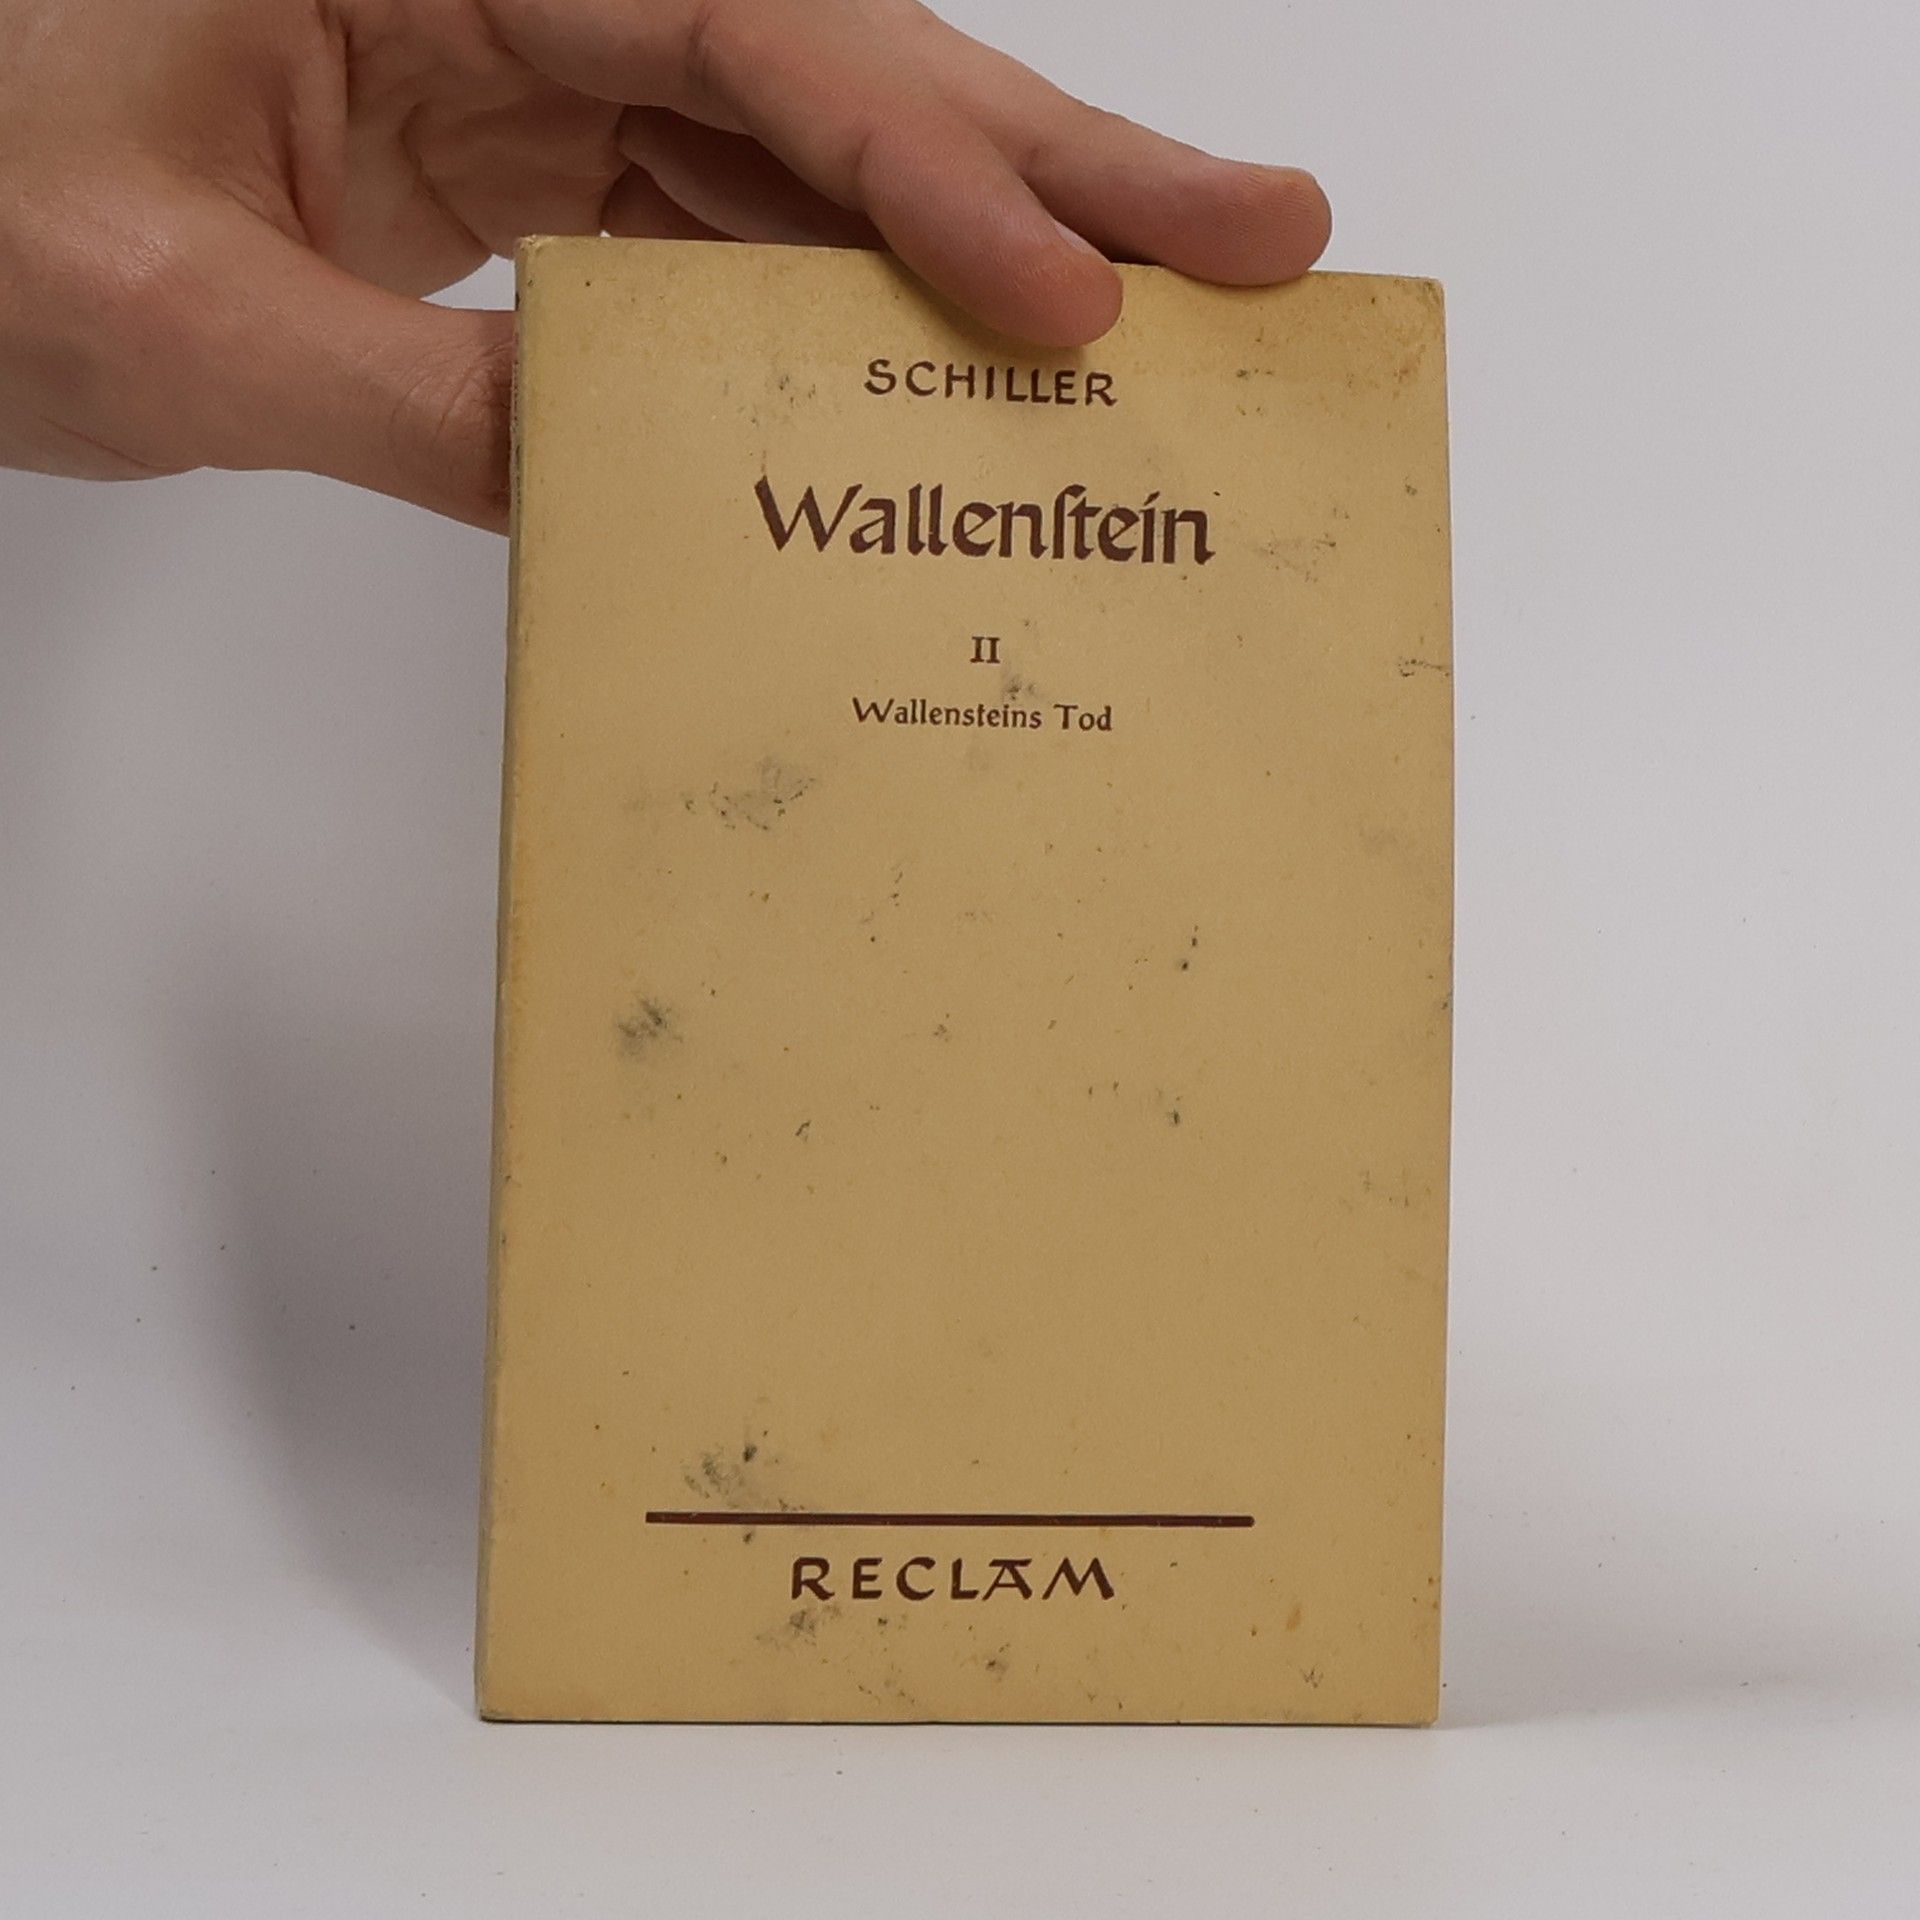 SCHILLER
Wallenſtein
II
Wallensteins Tod
RECLAM